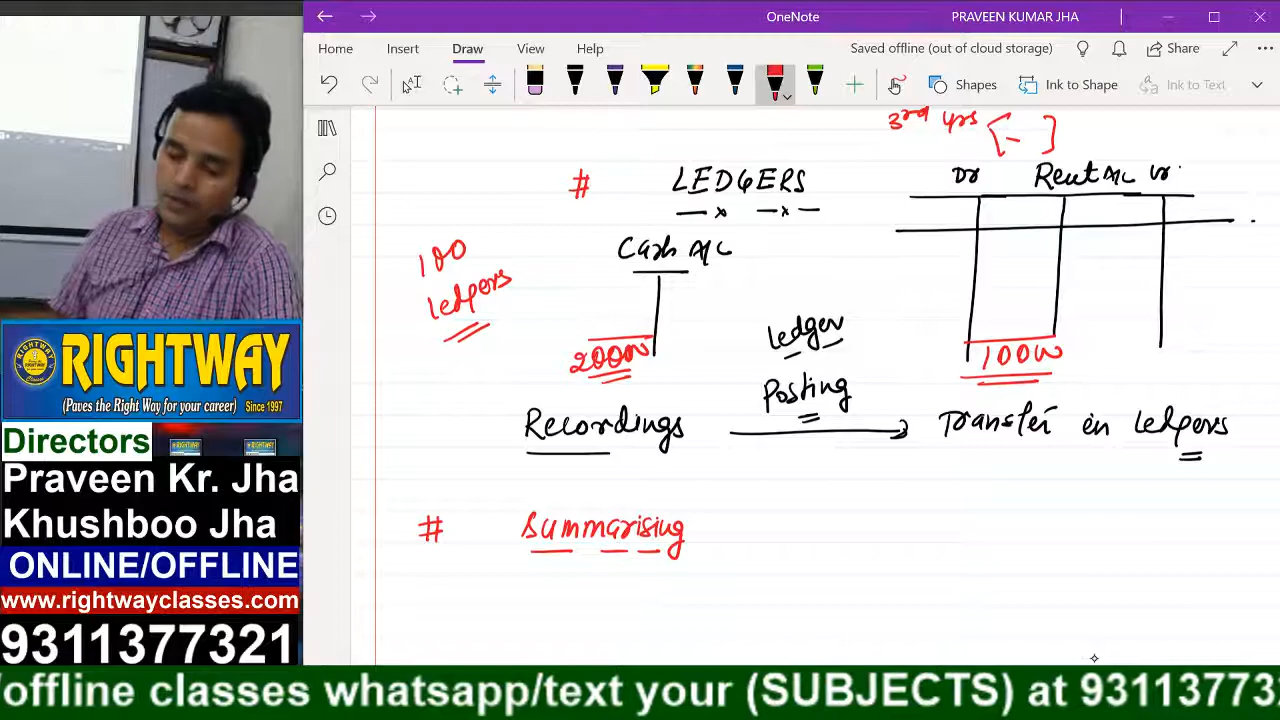 OneNote
PRAVEEN KUMAR JHA
Home Insert Draw View Help
Saved offline (out of cloud storage)
Share
Shapes
Ink to Shape
Ink to Text
3rd yrs [-]
# LEDGERS
Dr Rent A/c Cr
Cash A/c
100
ledgers
20000
10000
ledger
Posting
Recordings
Transfer in ledgers
# Summarising
RIGHTWAY
(Paves the Right Way for your career) Since 1997
Directors
Praveen Kr. Jha
Khushboo Jha
ONLINE/OFFLINE
www.rightwayclasses.com
9311377321
/offline classes whatsapp/text your (SUBJECTS) at 93113773